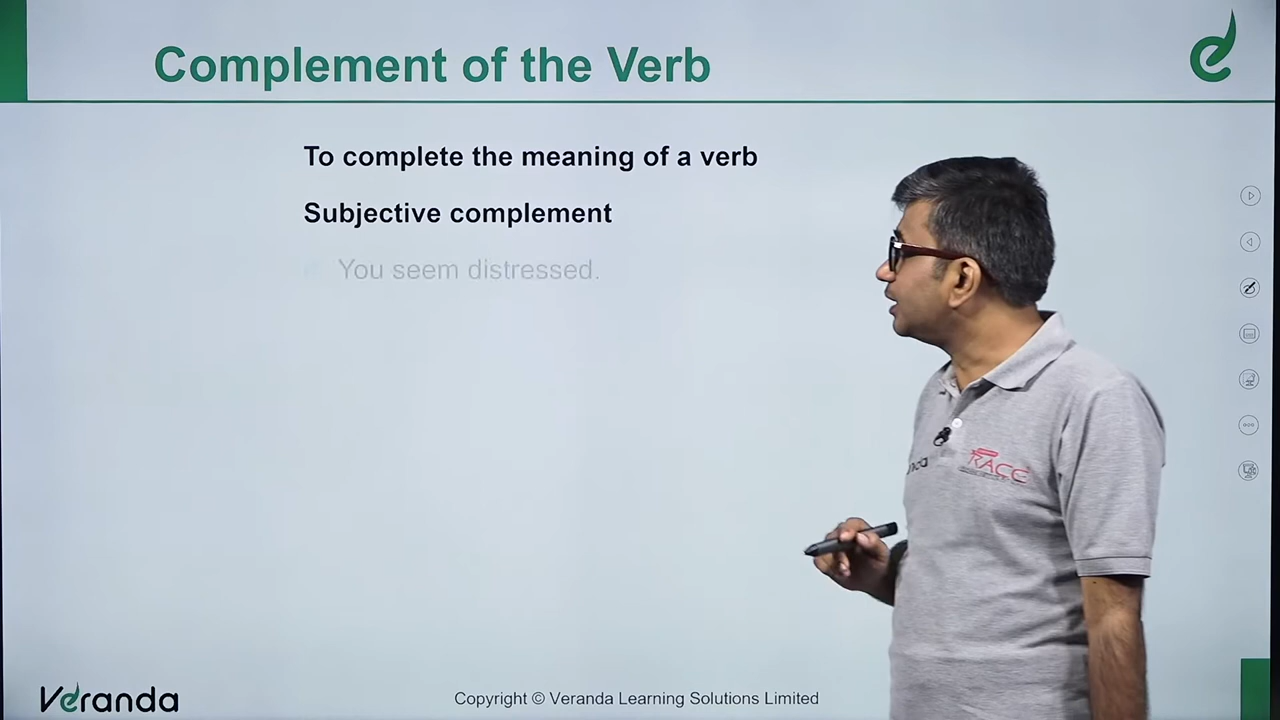 Complement of the Verb
To complete the meaning of a verb
Subjective complement
You seem distressed.
RACE
Veranda
Copyright © Veranda Learning Solutions Limited